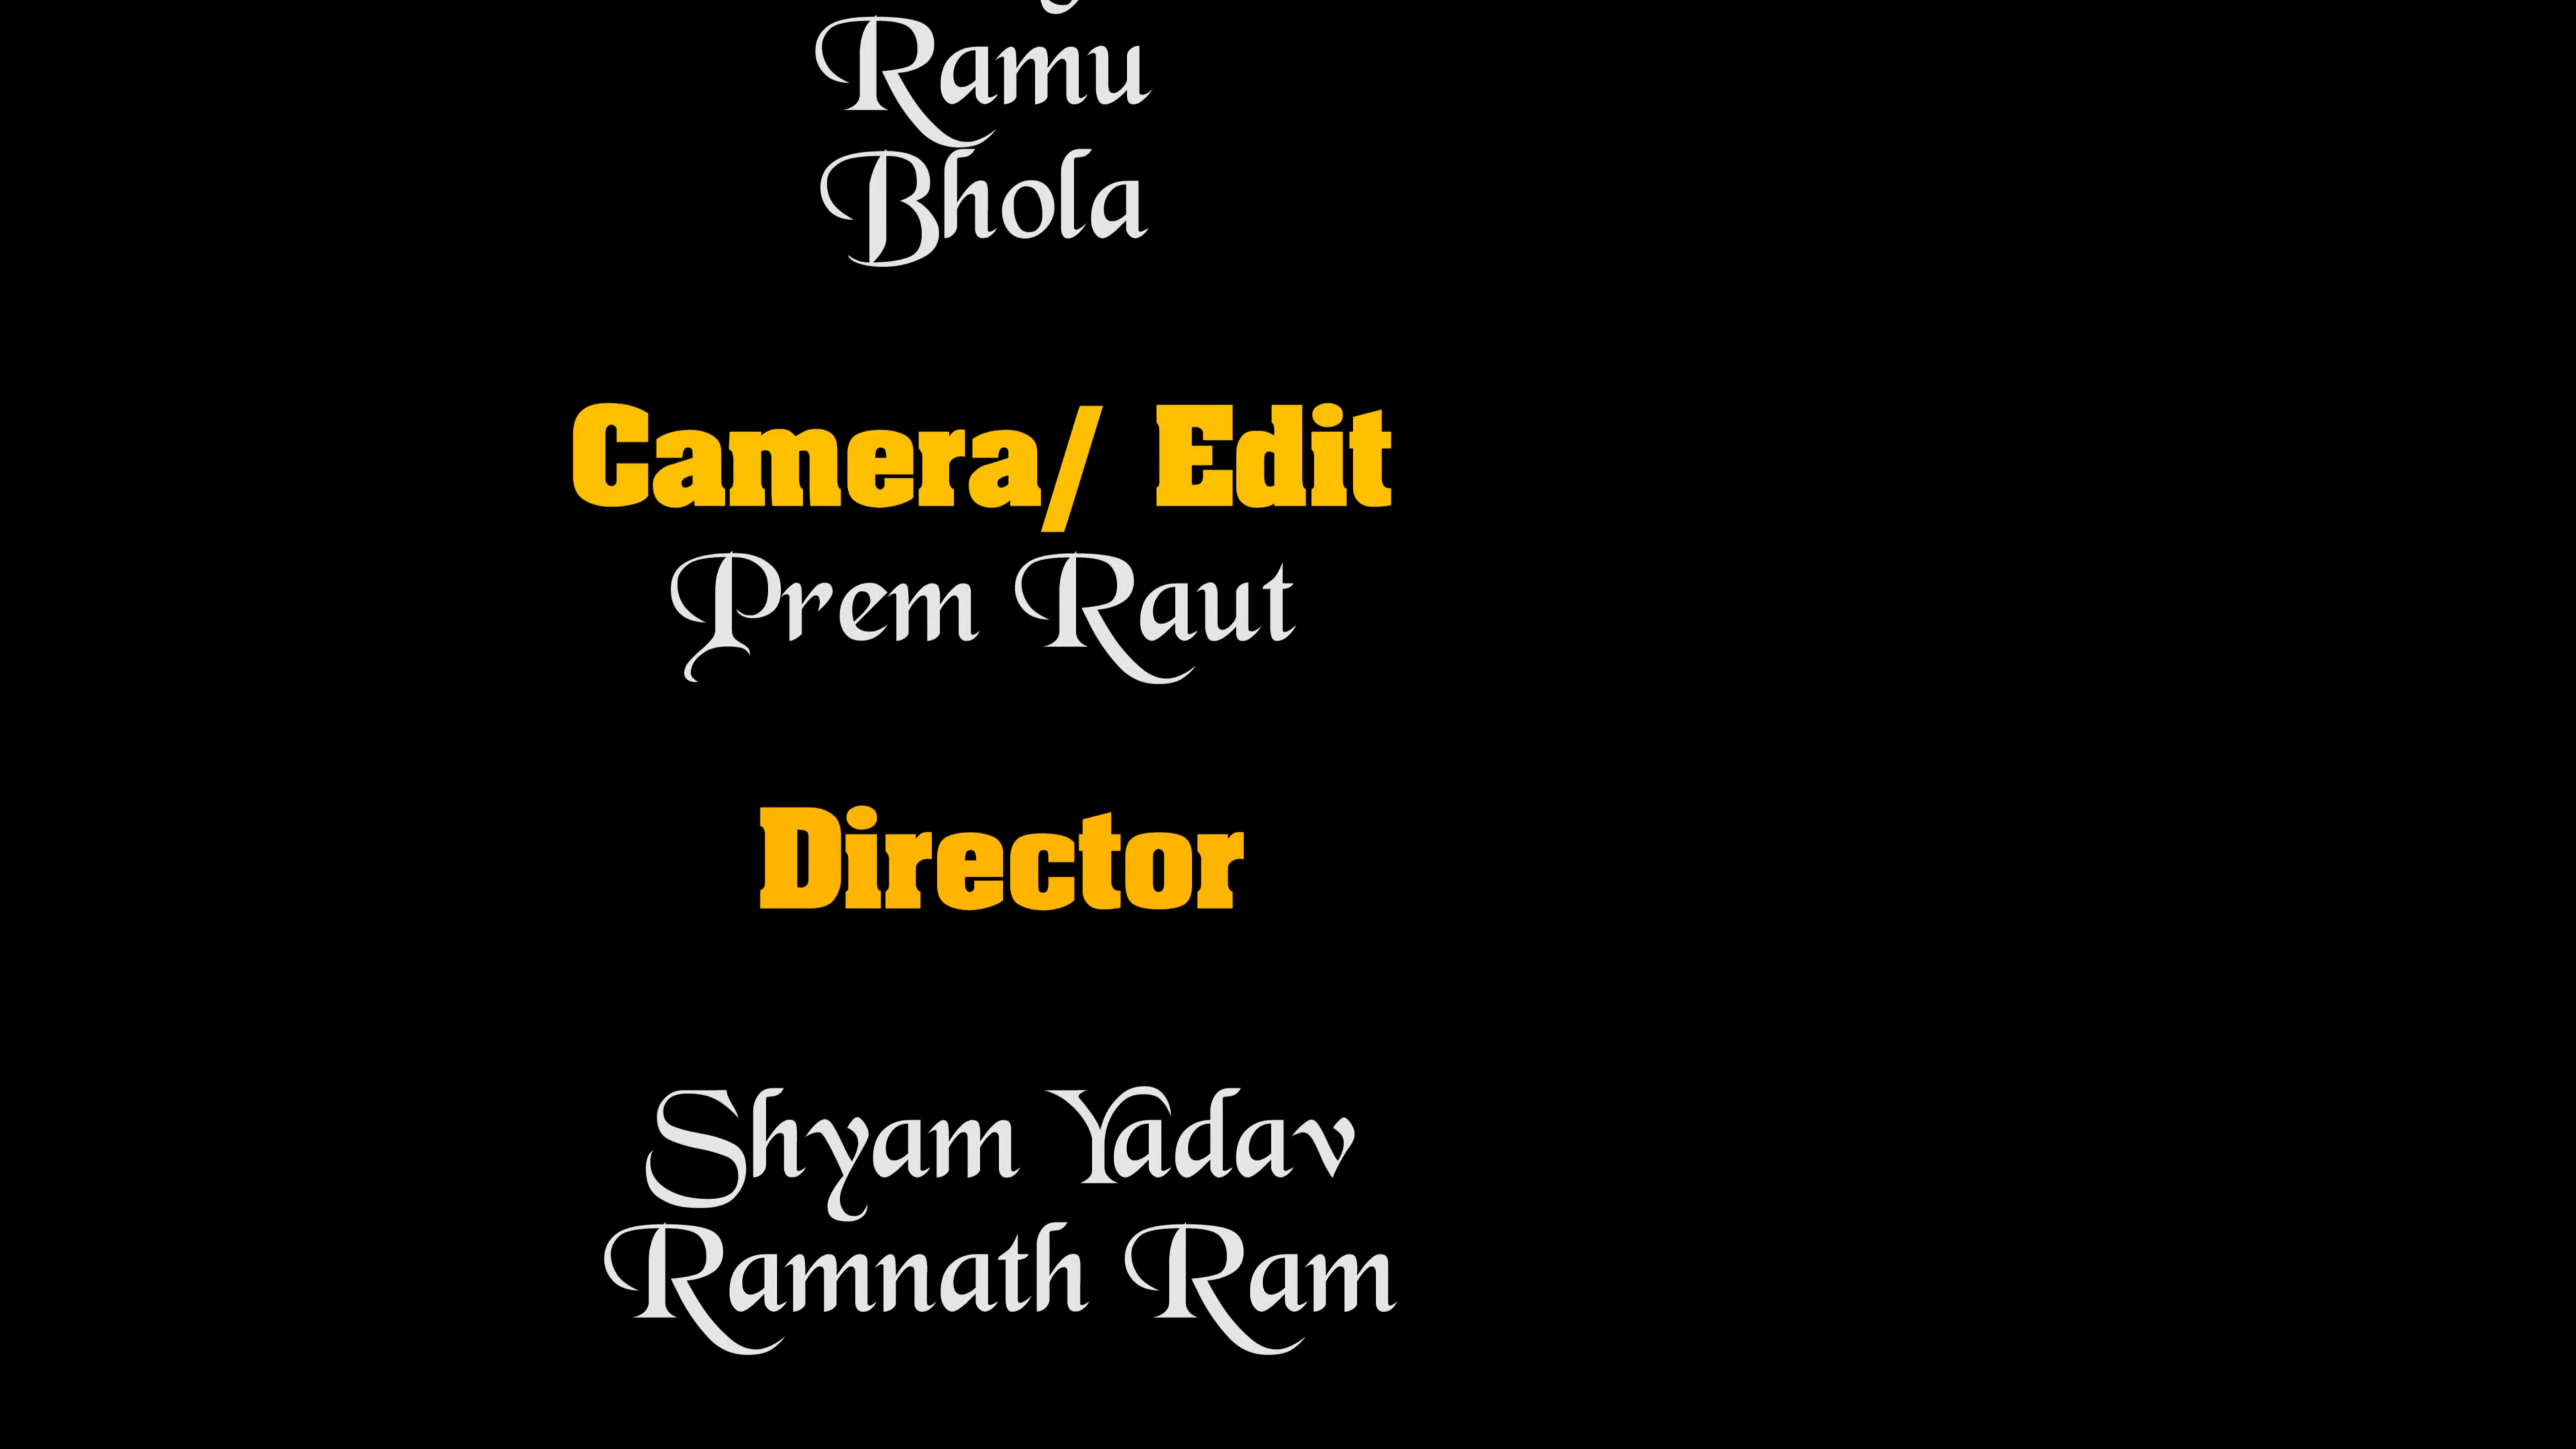 Ramu
Bhola
Camera/ Edit
Prem Raut
Director
Shyam Yadav
Ramnath Ram